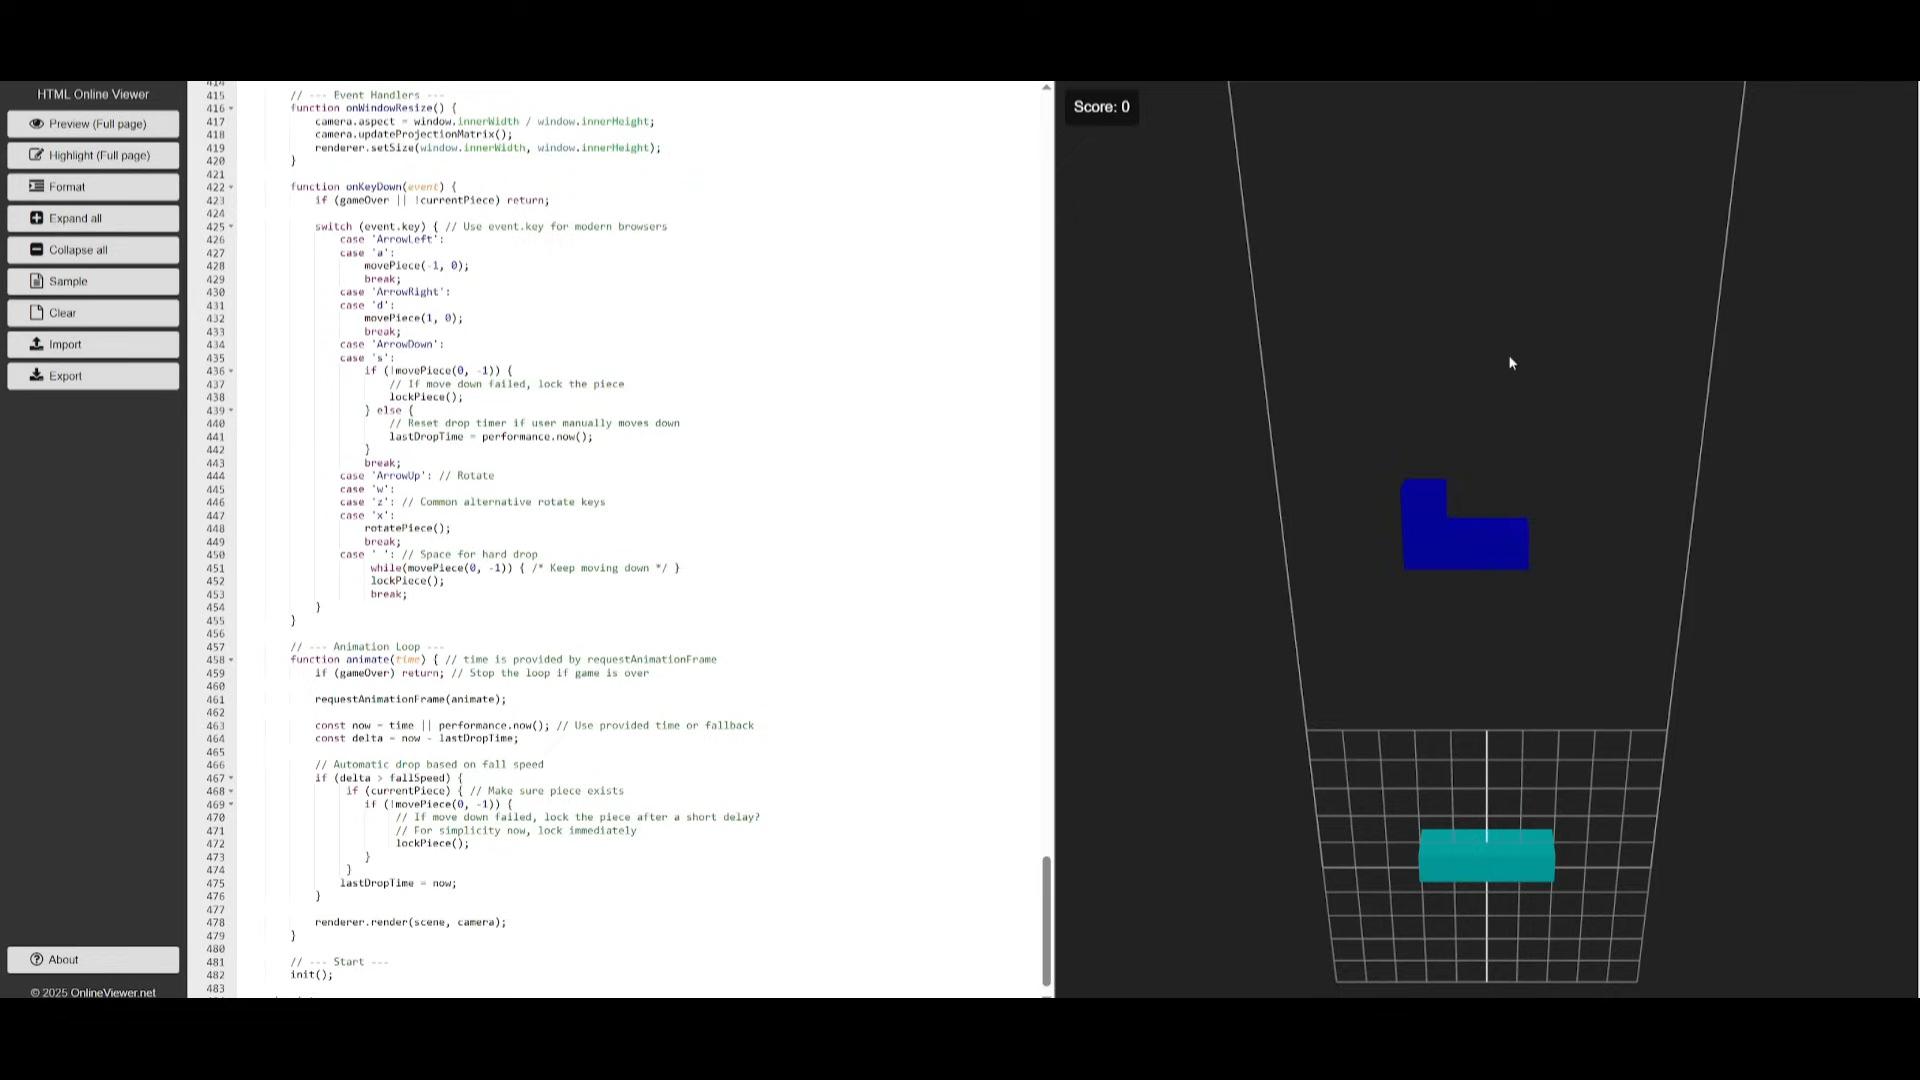 HTML Online Viewer
Preview (Full page)
Highlight (Full page)
Format
Expand all
Collapse all
Sample
Clear
Import
Export
About
© 2025 OnlineViewer.net
414
415 // --- Event Handlers ---
416 function onWindowResize() {
417 camera.aspect = window.innerWidth / window.innerHeight;
418 camera.updateProjectionMatrix();
419 renderer.setSize(window.innerWidth, window.innerHeight);
420 }
421
422 function onKeyDown(event) {
423 if (gameOver || !currentPiece) return;
424
425 switch (event.key) { // Use event.key for modern browsers
426 case 'ArrowLeft':
427 case 'a':
428 movePiece(-1, 0);
429 break;
430 case 'ArrowRight':
431 case 'd':
432 movePiece(1, 0);
433 break;
434 case 'ArrowDown':
435 case 's':
436 if (!movePiece(0, -1)) {
437 // If move down failed, lock the piece
438 lockPiece();
439 } else {
440 // Reset drop timer if user manually moves down
441 lastDropTime = performance.now();
442 }
443 break;
444 case 'ArrowUp': // Rotate
445 case 'w':
446 case 'z': // Common alternative rotate keys
447 case 'x':
448 rotatePiece();
449 break;
450 case ' ': // Space for hard drop
451 while(movePiece(0, -1)) { /* Keep moving down */ }
452 lockPiece();
453 break;
454 }
455 }
456
457 // --- Animation Loop ---
458 function animate(time) { // time is provided by requestAnimationFrame
459 if (gameOver) return; // Stop the loop if game is over
460
461 requestAnimationFrame(animate);
462
463 const now = time || performance.now(); // Use provided time or fallback
464 const delta = now - lastDropTime;
465
466 // Automatic drop based on fall speed
467 if (delta > fallSpeed) {
468 if (currentPiece) { // Make sure piece exists
469 if (!movePiece(0, -1)) {
470 // If move down failed, lock the piece after a short delay?
471 // For simplicity now, lock immediately
472 lockPiece();
473 }
474 }
475 lastDropTime = now;
476 }
477
478 renderer.render(scene, camera);
479 }
480
481 // --- Start ---
482 init();
483
Score: 0